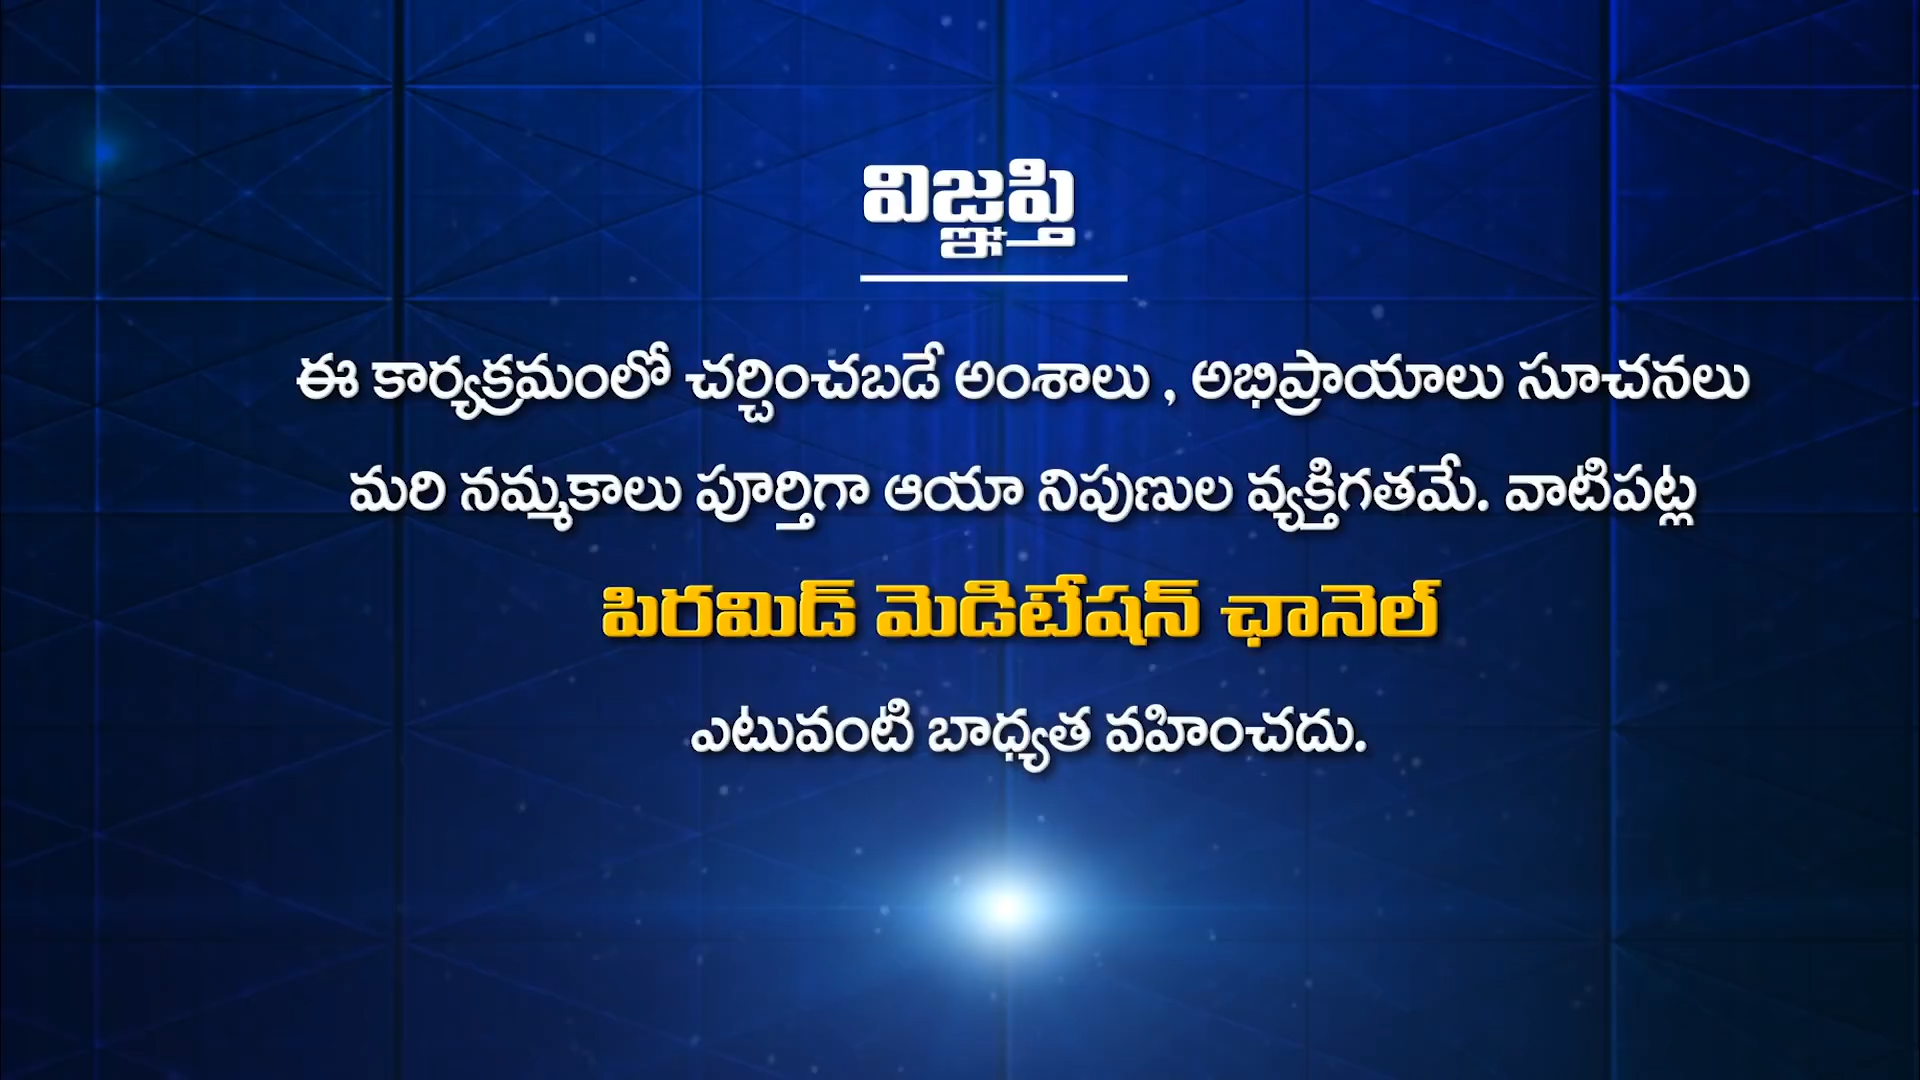 విజ్ఞప్తి
ఈ కార్యక్రమంలో చర్చించబడే అంశాలు , అభిప్రాయాలు సూచనలు
మరి నమ్మకాలు పూర్తిగా ఆయా నిపుణుల వ్యక్తిగతమే. వాటిపట్ల
పిరమిడ్ మెడిటేషన్ ఛానెల్
ఎటువంటి బాధ్యత వహించదు.